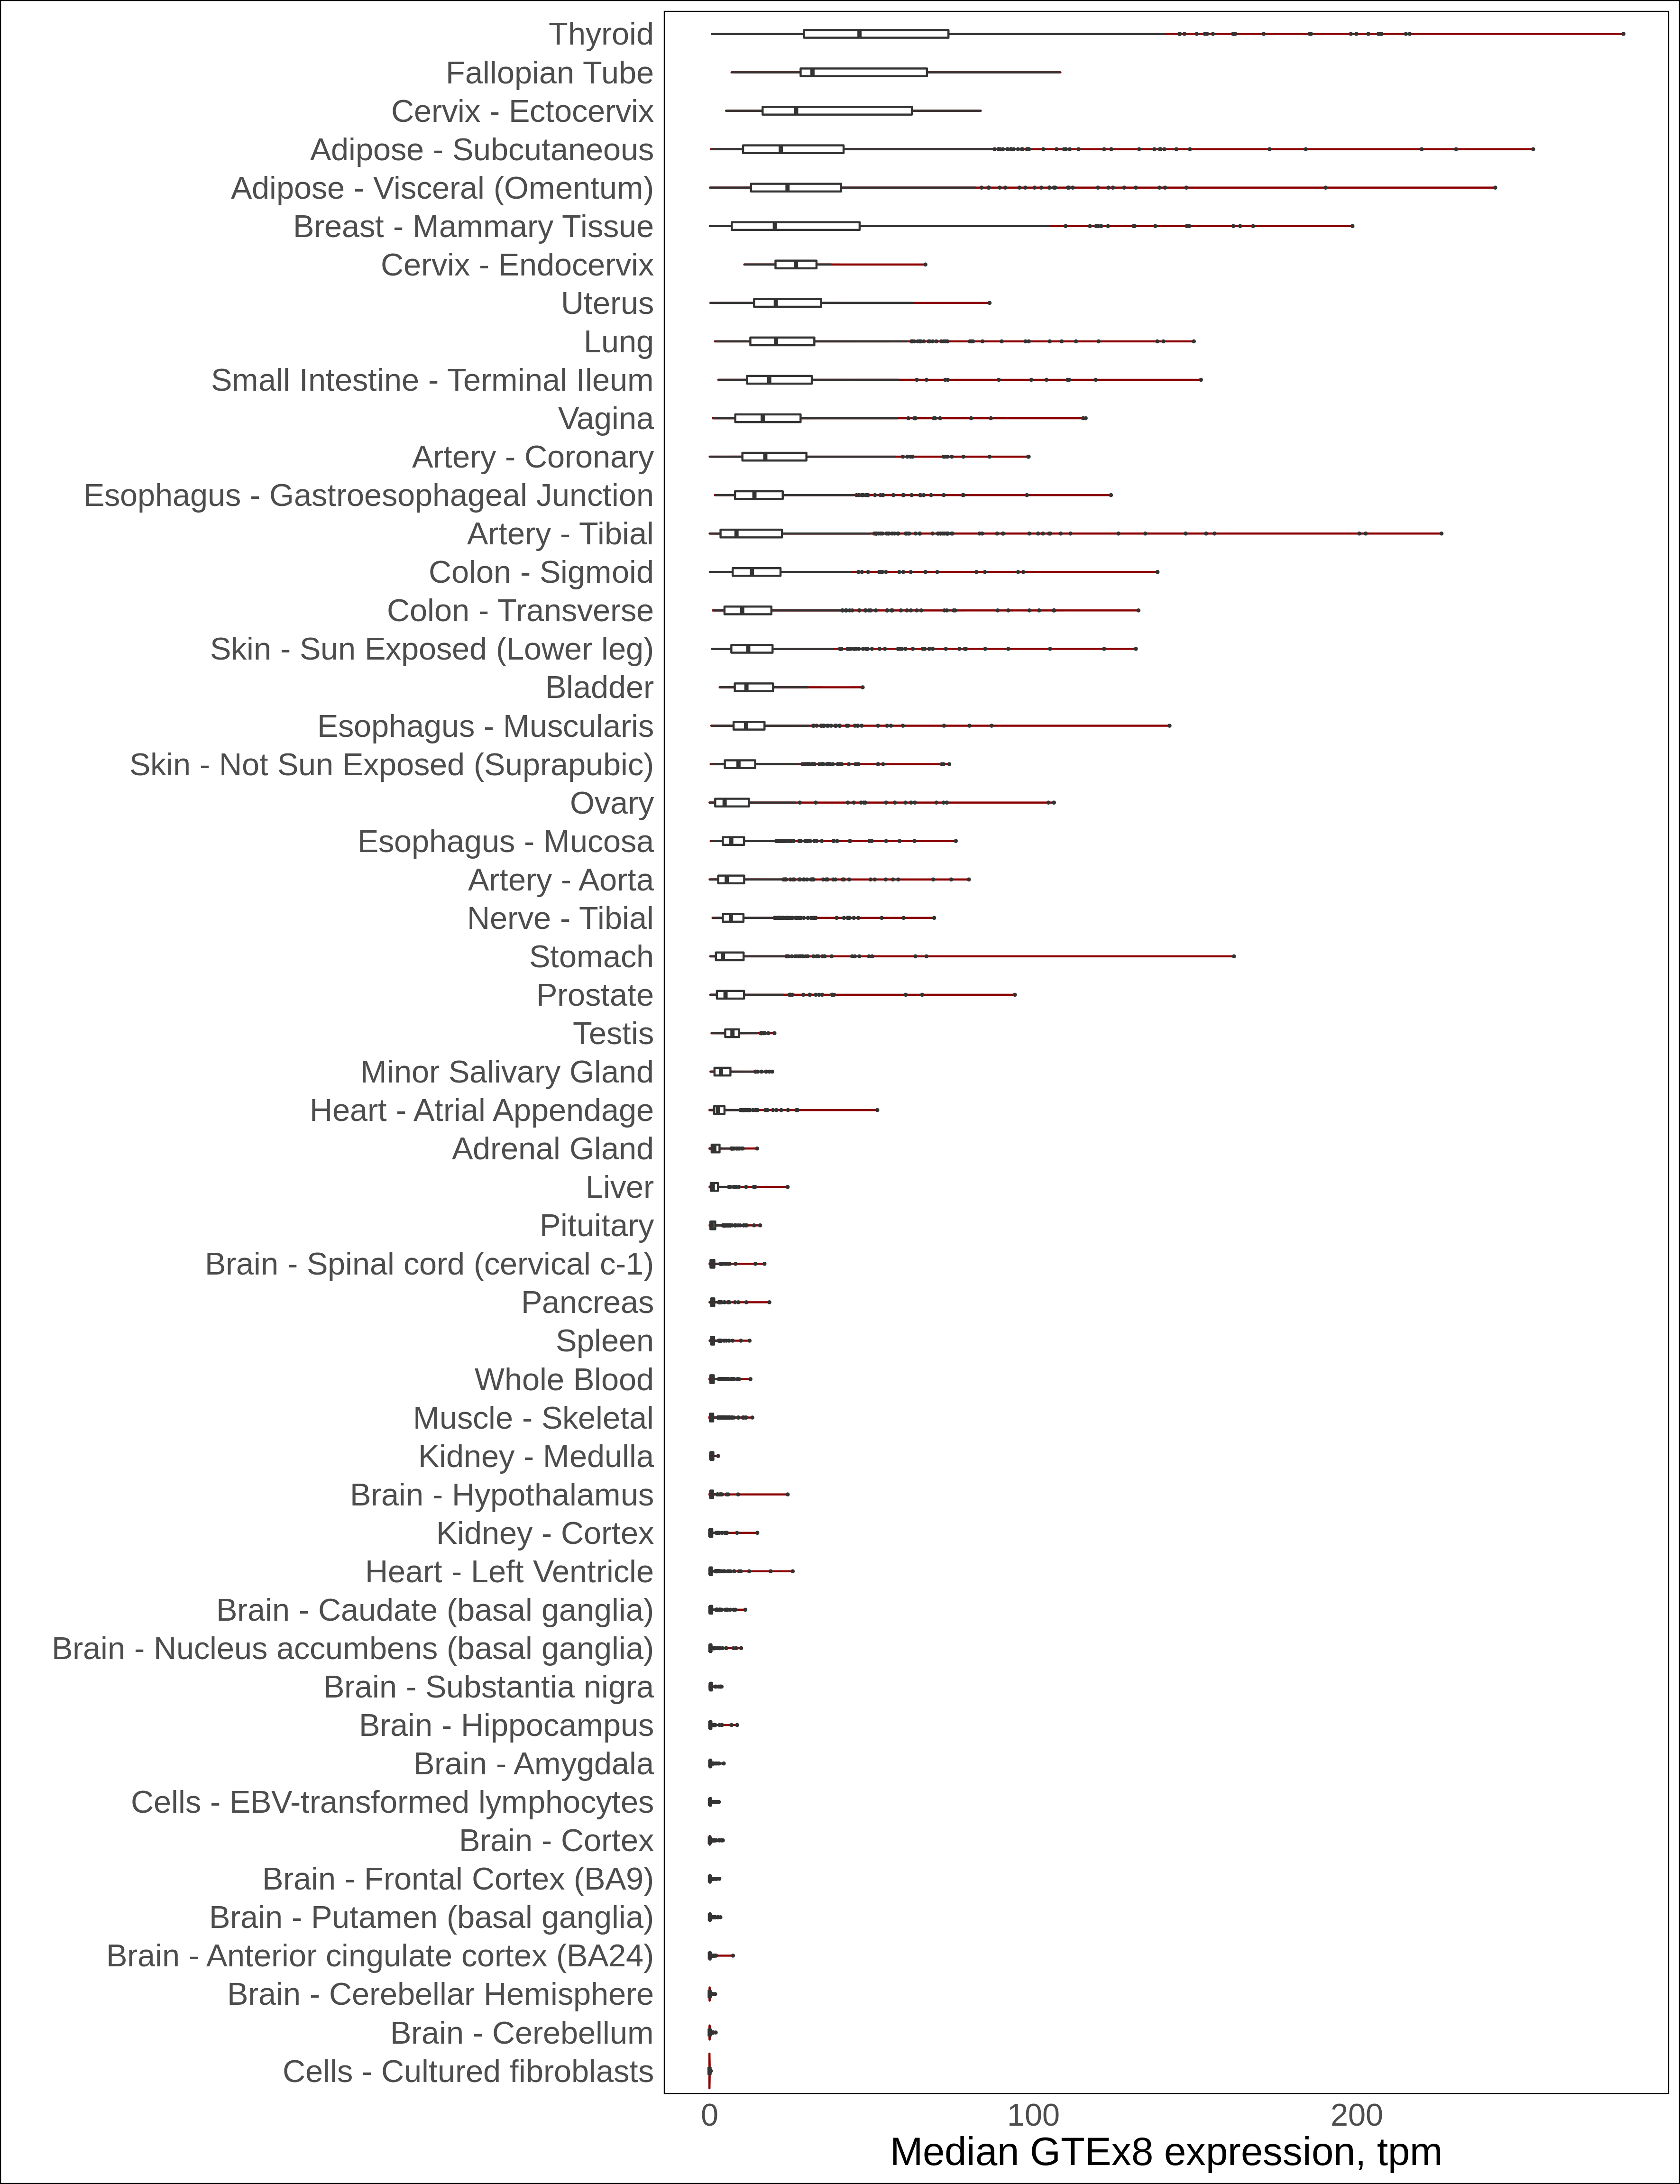 Thyroid
Fallopian Tube
Cervix - Ectocervix
Adipose - Subcutaneous
Adipose - Visceral (Omentum)
Breast - Mammary Tissue
Cervix - Endocervix
Uterus
Lung
Small Intestine - Terminal Ileum
Vagina
Artery - Coronary
Esophagus - Gastroesophageal Junction
Artery - Tibial
Colon - Sigmoid
Colon - Transverse
Skin - Sun Exposed (Lower leg)
Bladder
Esophagus - Muscularis
Skin - Not Sun Exposed (Suprapubic)
Ovary
Esophagus - Mucosa
Artery - Aorta
Nerve - Tibial
Stomach
Prostate
Testis
Minor Salivary Gland
Heart - Atrial Appendage
Adrenal Gland
Liver
Pituitary
Brain - Spinal cord (cervical c-1)
Pancreas
Spleen
Whole Blood
Muscle - Skeletal
Kidney - Medulla
Brain - Hypothalamus
Kidney - Cortex
Heart - Left Ventricle
Brain - Caudate (basal ganglia)
Brain - Nucleus accumbens (basal ganglia)
Brain - Substantia nigra
Brain - Hippocampus
Brain - Amygdala
Cells - EBV-transformed lymphocytes
Brain - Cortex
Brain - Frontal Cortex (BA9)
Brain - Putamen (basal ganglia)
Brain - Anterior cingulate cortex (BA24)
Brain - Cerebellar Hemisphere
Brain - Cerebellum
Cells - Cultured fibroblasts
0 100 200
Median GTEx8 expression, tpm